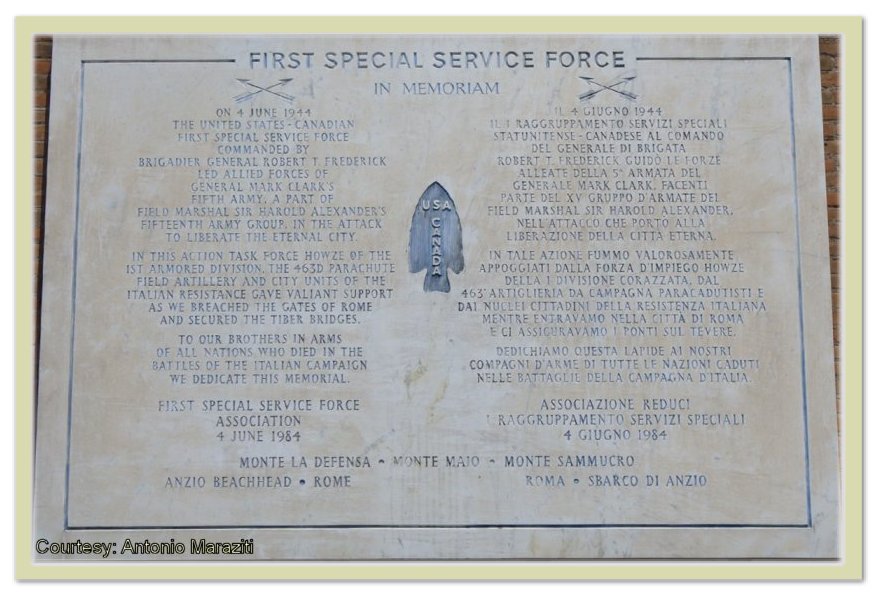 FIRST SPECIAL SERVICE FORCE
IN MEMORIAM
ON 4 JUNE 1944
THE UNITED STATES-CANADIAN
FIRST SPECIAL SERVICE FORCE
COMMANDED BY
BRIGADIER GENERAL ROBERT T. FREDERICK
LED ALLIED FORCES OF
GENERAL MARK CLARK'S
FIFTH ARMY, A PART OF
FIELD MARSHAL SIR HAROLD ALEXANDER'S
FIFTEENTH ARMY GROUP, IN THE ATTACK
TO LIBERATE THE ETERNAL CITY.
IN THIS ACTION TASK FORCE HOWZE OF THE
1ST ARMORED DIVISION, THE 463D PARACHUTE
FIELD ARTILLERY AND CITY UNITS OF THE
ITALIAN RESISTANCE GAVE VALIANT SUPPORT
AS WE BREACHED THE GATES OF ROME
AND SECURED THE TIBER BRIDGES.
TO OUR BROTHERS IN ARMS
OF ALL NATIONS WHO DIED IN THE
BATTLES OF THE ITALIAN CAMPAIGN
WE DEDICATE THIS MEMORIAL.
FIRST SPECIAL SERVICE FORCE
ASSOCIATION
4 JUNE 1984
USA
CANADA
IL 4 GIUGNO 1944
IL 1 RAGGRUPPAMENTO SERVIZI SPECIALI
STATUNITENSE-CANADESE AL COMANDO
DEL GENERALE DI BRIGATA
ROBERT T. FREDERICK GUIDÒ LE FORZE
ALLEATE DELLA 5ª ARMATA DEL
GENERALE MARK CLARK, FACENTI
PARTE DEL XV GRUPPO D'ARMATE DEL
FIELD MARSHAL SIR HAROLD ALEXANDER,
NELL'ATTACCO CHE PORTÒ ALLA
LIBERAZIONE DELLA CITTÀ ETERNA.
IN TALE AZIONE FUMMO VALOROSAMENTE
APPOGGIATI DALLA FORZA D'IMPIEGO HOWZE
DELLA 1 DIVISIONE CORAZZATA, DAL
463° ARTIGLIERIA DA CAMPAGNA PARACADUTISTI E
DAI NUCLEI CITTADINI DELLA RESISTENZA ITALIANA
MENTRE ENTRAVAMO NELLA CITTÀ DI ROMA
E CI ASSICURAVAMO I PONTI SUL TEVERE.
DEDICHIAMO QUESTA LAPIDE AI NOSTRI
COMPAGNI D'ARME DI TUTTE LE NAZIONI CADUTI
NELLE BATTAGLIE DELLA CAMPAGNA D'ITALIA.
ASSOCIAZIONE REDUCI
1 RAGGRUPPAMENTO SERVIZI SPECIALI
4 GIUGNO 1984
MONTE LA DEFENSA • MONTE MAIO • MONTE SAMMUCRO
ANZIO BEACHHEAD • ROME
ROMA • SBARCO DI ANZIO
Courtesy: Antonio Maraziti